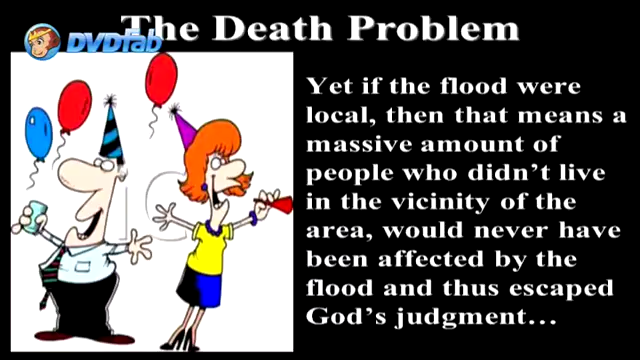 The Death Problem
DVDFab
Yet if the flood were
local, then that means a
massive amount of
people who didn't live
in the vicinity of the
area, would never have
been affected by the
flood and thus escaped
God's judgment...